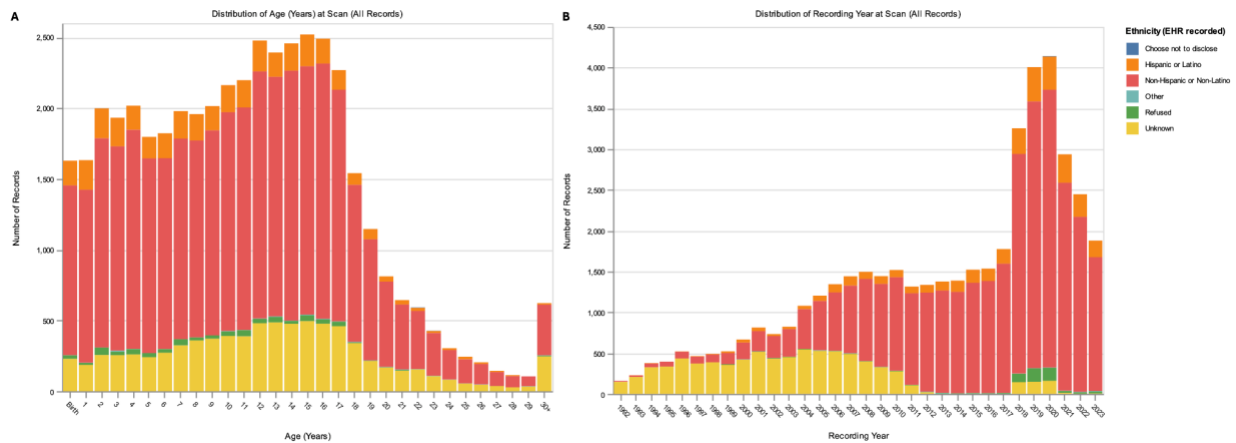 A
Distribution of Age (Years) at Scan (All Records)
Number of Records
2,500
2,000
1,500
1,000
500
0
Birth 1 2 3 4 5 6 7 8 9 10 11 12 13 14 15 16 17 18 19 20 21 22 23 24 25 26 27 28 29 30+
Age (Years)
B
Distribution of Recording Year at Scan (All Records)
Number of Records
4,500
4,000
3,500
3,000
2,500
2,000
1,500
1,000
500
0
1992 1993 1994 1995 1996 1997 1998 1999 2000 2001 2002 2003 2004 2005 2006 2007 2008 2009 2010 2011 2012 2013 2014 2015 2016 2017 2018 2019 2020 2021 2022 2023
Recording Year
Ethnicity (EHR recorded)
Choose not to disclose
Hispanic or Latino
Non-Hispanic or Non-Latino
Other
Refused
Unknown